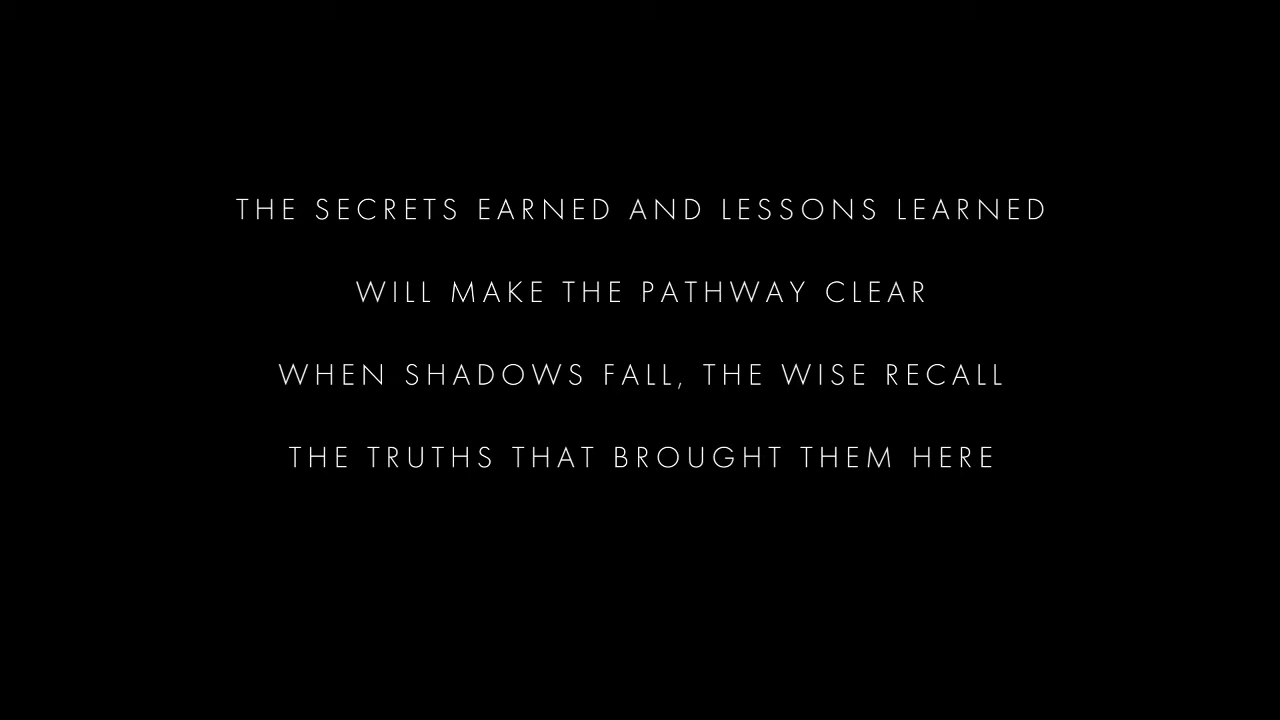 THE SECRETS EARNED AND LESSONS LEARNED
WILL MAKE THE PATHWAY CLEAR
WHEN SHADOWS FALL, THE WISE RECALL
THE TRUTHS THAT BROUGHT THEM HERE